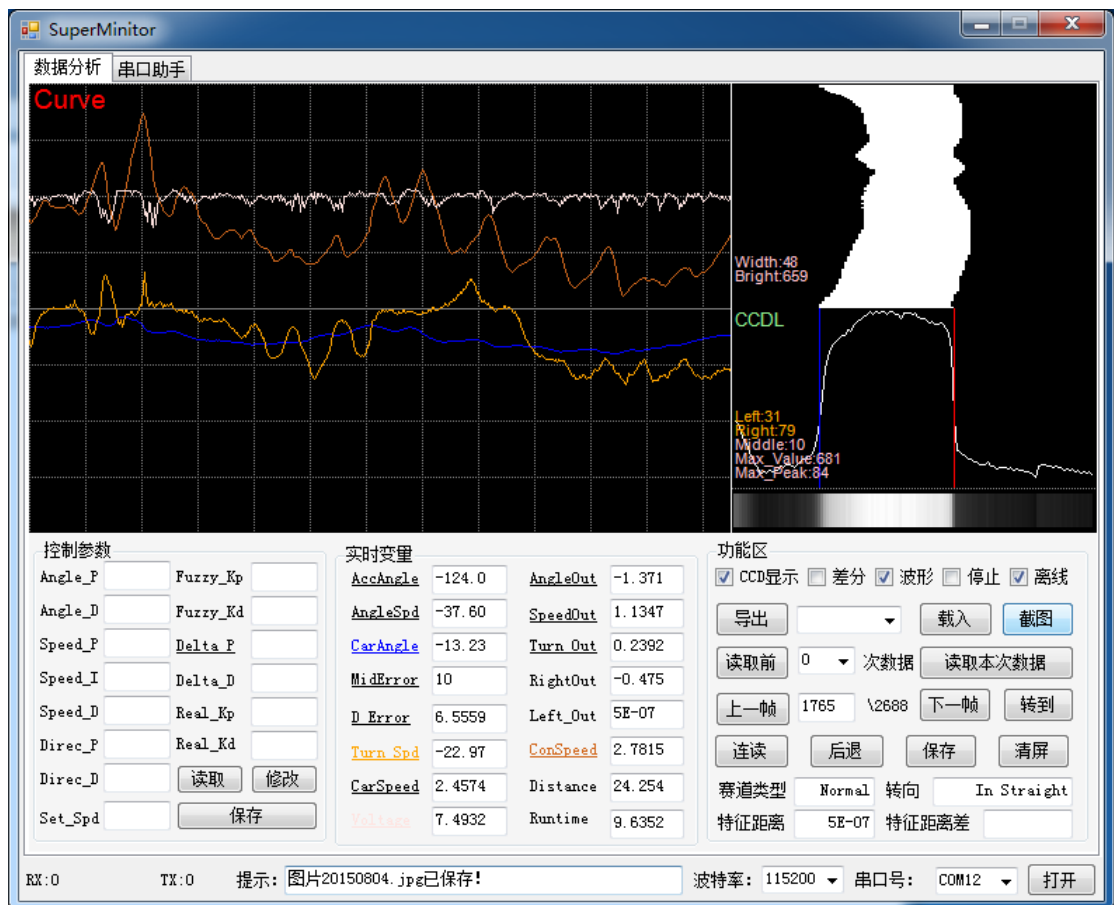 SuperMinitor
数据分析 串口助手
Curve
Width:48
Bright:659
CCDL
Left:31
Right:79
Middle:10
Max_Value:681
Max_Peak:84
控制参数
Angle_P Fuzzy_Kp
Angle_D Fuzzy_Kd
Speed_P Delta_P
Speed_I Delta_D
Speed_D Real_Kp
Direc_P Real_Kd
Direc_D 读取 修改
Set_Spd 保存
实时变量
AccAngle -124.0 AngleOut -1.371
AngleSpd -37.60 SpeedOut 1.1347
CarAngle -13.23 Turn_Out 0.2392
MidError 10 RightOut -0.475
D_Error 6.5559 Left_Out 5E-07
Turn_Spd -22.97 ConSpeed 2.7815
CarSpeed 2.4574 Distance 24.254
Voltage 7.4932 Runtime 9.6352
功能区
CCD显示 差分 波形 停止 离线
导出 载入 截图
读取前 0 次数据 读取本次数据
上一帧 1765 \2688 下一帧 转到
连读 后退 保存 清屏
赛道类型 Normal 转向 In Straight
特征距离 5E-07 特征距离差
RX:0 TX:0 提示: 图片20150804.jpg已保存! 波特率: 115200 串口号: COM12 打开